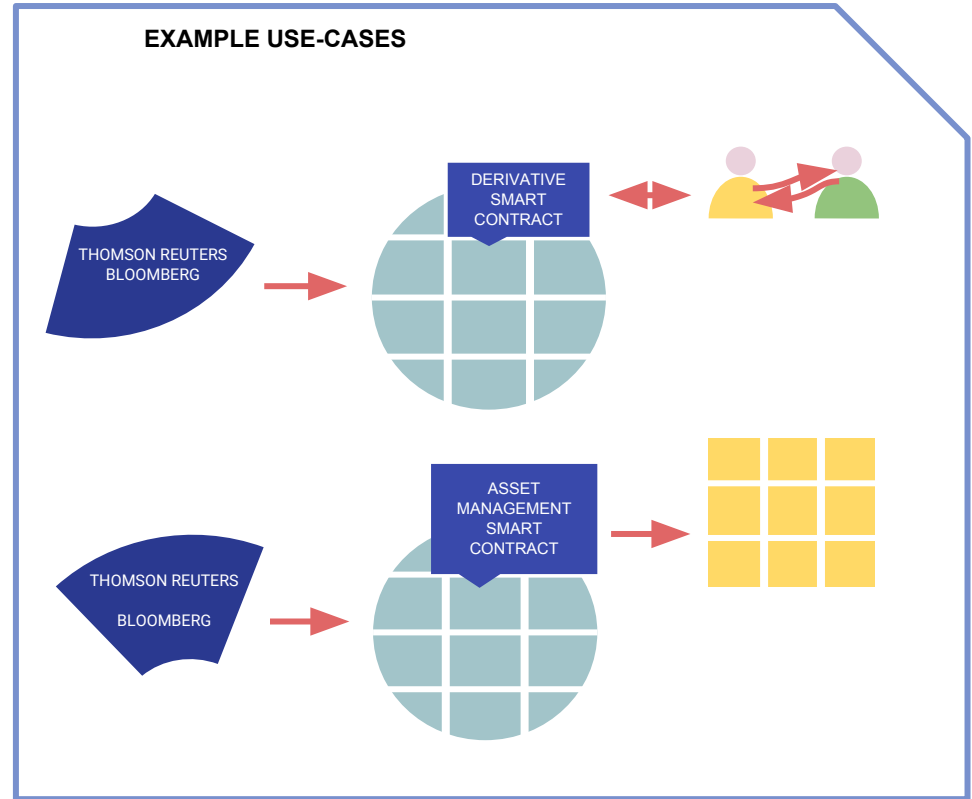 EXAMPLE USE-CASES
DERIVATIVE
SMART
CONTRACT
THOMSON REUTERS
BLOOMBERG
ASSET
MANAGEMENT
SMART
CONTRACT
THOMSON REUTERS
BLOOMBERG